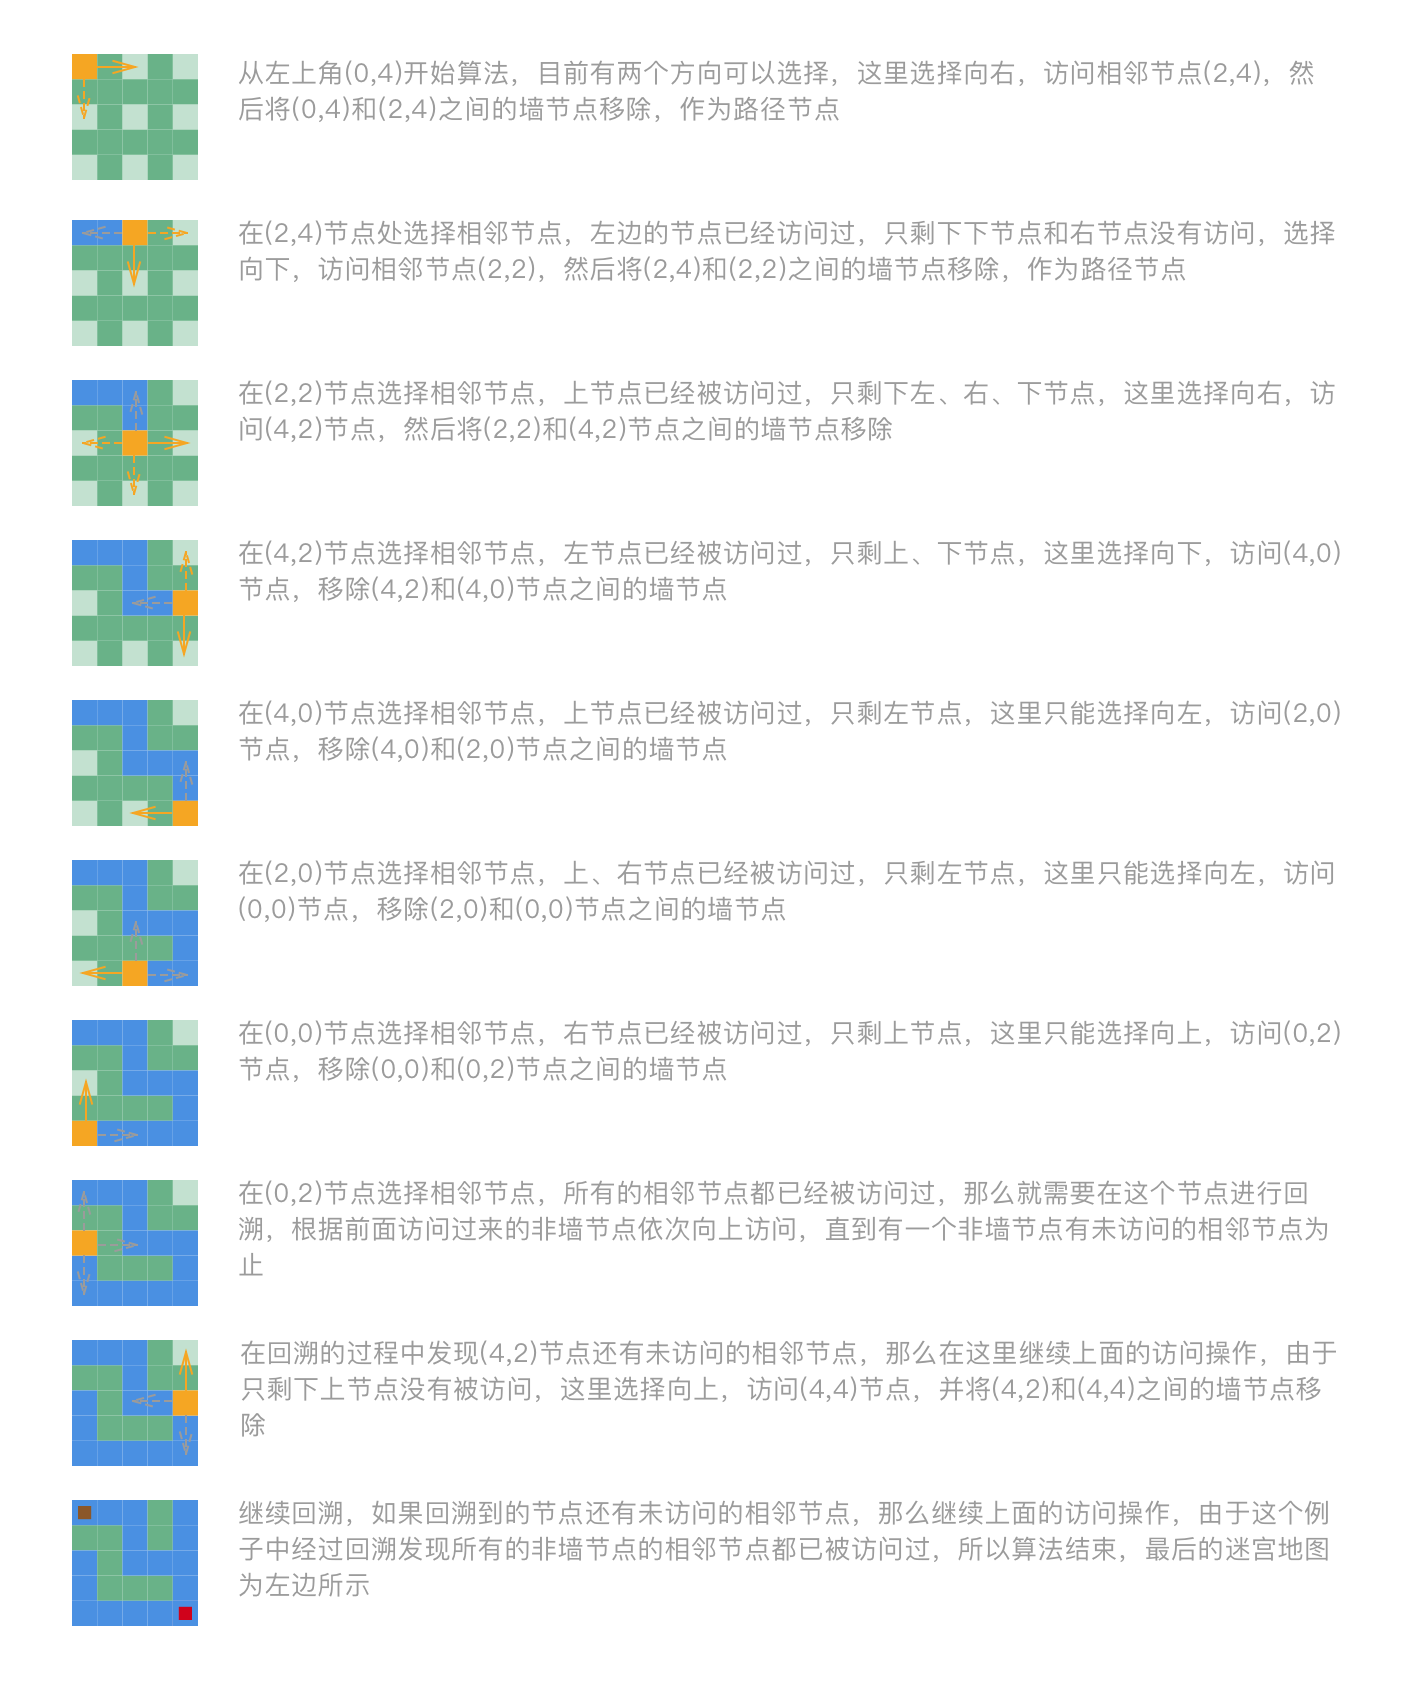 从左上角(0,4)开始算法，目前有两个方向可以选择，这里选择向右，访问相邻节点(2,4)，然
后将(0,4)和(2,4)之间的墙节点移除，作为路径节点
在(2,4)节点处选择相邻节点，左边的节点已经访问过，只剩下下节点和右节点没有访问，选择
向下，访问相邻节点(2,2)，然后将(2,4)和(2,2)之间的墙节点移除，作为路径节点
在(2,2)节点选择相邻节点，上节点已经被访问过，只剩下左、右、下节点，这里选择向右，访
问(4,2)节点，然后将(2,2)和(4,2)节点之间的墙节点移除
在(4,2)节点选择相邻节点，左节点已经被访问过，只剩上、下节点，这里选择向下，访问(4,0)
节点，移除(4,2)和(4,0)节点之间的墙节点
在(4,0)节点选择相邻节点，上节点已经被访问过，只剩左节点，这里只能选择向左，访问(2,0)
节点，移除(4,0)和(2,0)节点之间的墙节点
在(2,0)节点选择相邻节点，上、右节点已经被访问过，只剩左节点，这里只能选择向左，访问
(0,0)节点，移除(2,0)和(0,0)节点之间的墙节点
在(0,0)节点选择相邻节点，右节点已经被访问过，只剩上节点，这里只能选择向上，访问(0,2)
节点，移除(0,0)和(0,2)节点之间的墙节点
在(0,2)节点选择相邻节点，所有的相邻节点都已经被访问过，那么就需要在这个节点进行回
溯，根据前面访问过来的非墙节点依次向上访问，直到有一个非墙节点有未访问的相邻节点为
止
在回溯的过程中发现(4,2)节点还有未访问的相邻节点，那么在这里继续上面的访问操作，由于
只剩下上节点没有被访问，这里选择向上，访问(4,4)节点，并将(4,2)和(4,4)之间的墙节点移
除
继续回溯，如果回溯到的节点还有未访问的相邻节点，那么继续上面的访问操作，由于这个例
子中经过回溯发现所有的非墙节点的相邻节点都已被访问过，所以算法结束，最后的迷宫地图
为左边所示